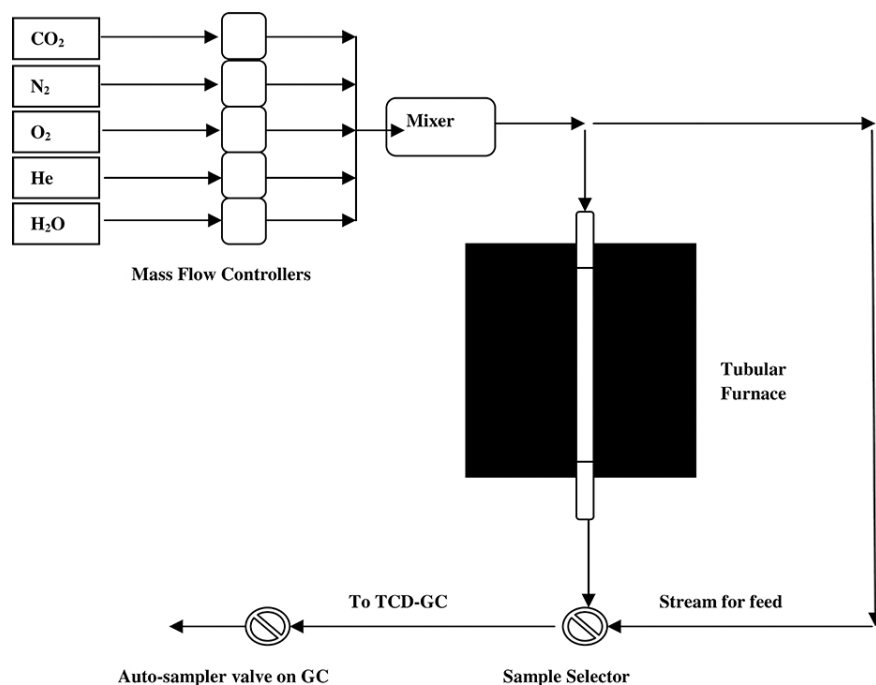 CO₂
N₂
O₂
He
H₂O
Mixer
Mass Flow Controllers
Tubular
Furnace
To TCD-GC
Stream for feed
Auto-sampler valve on GC
Sample Selector